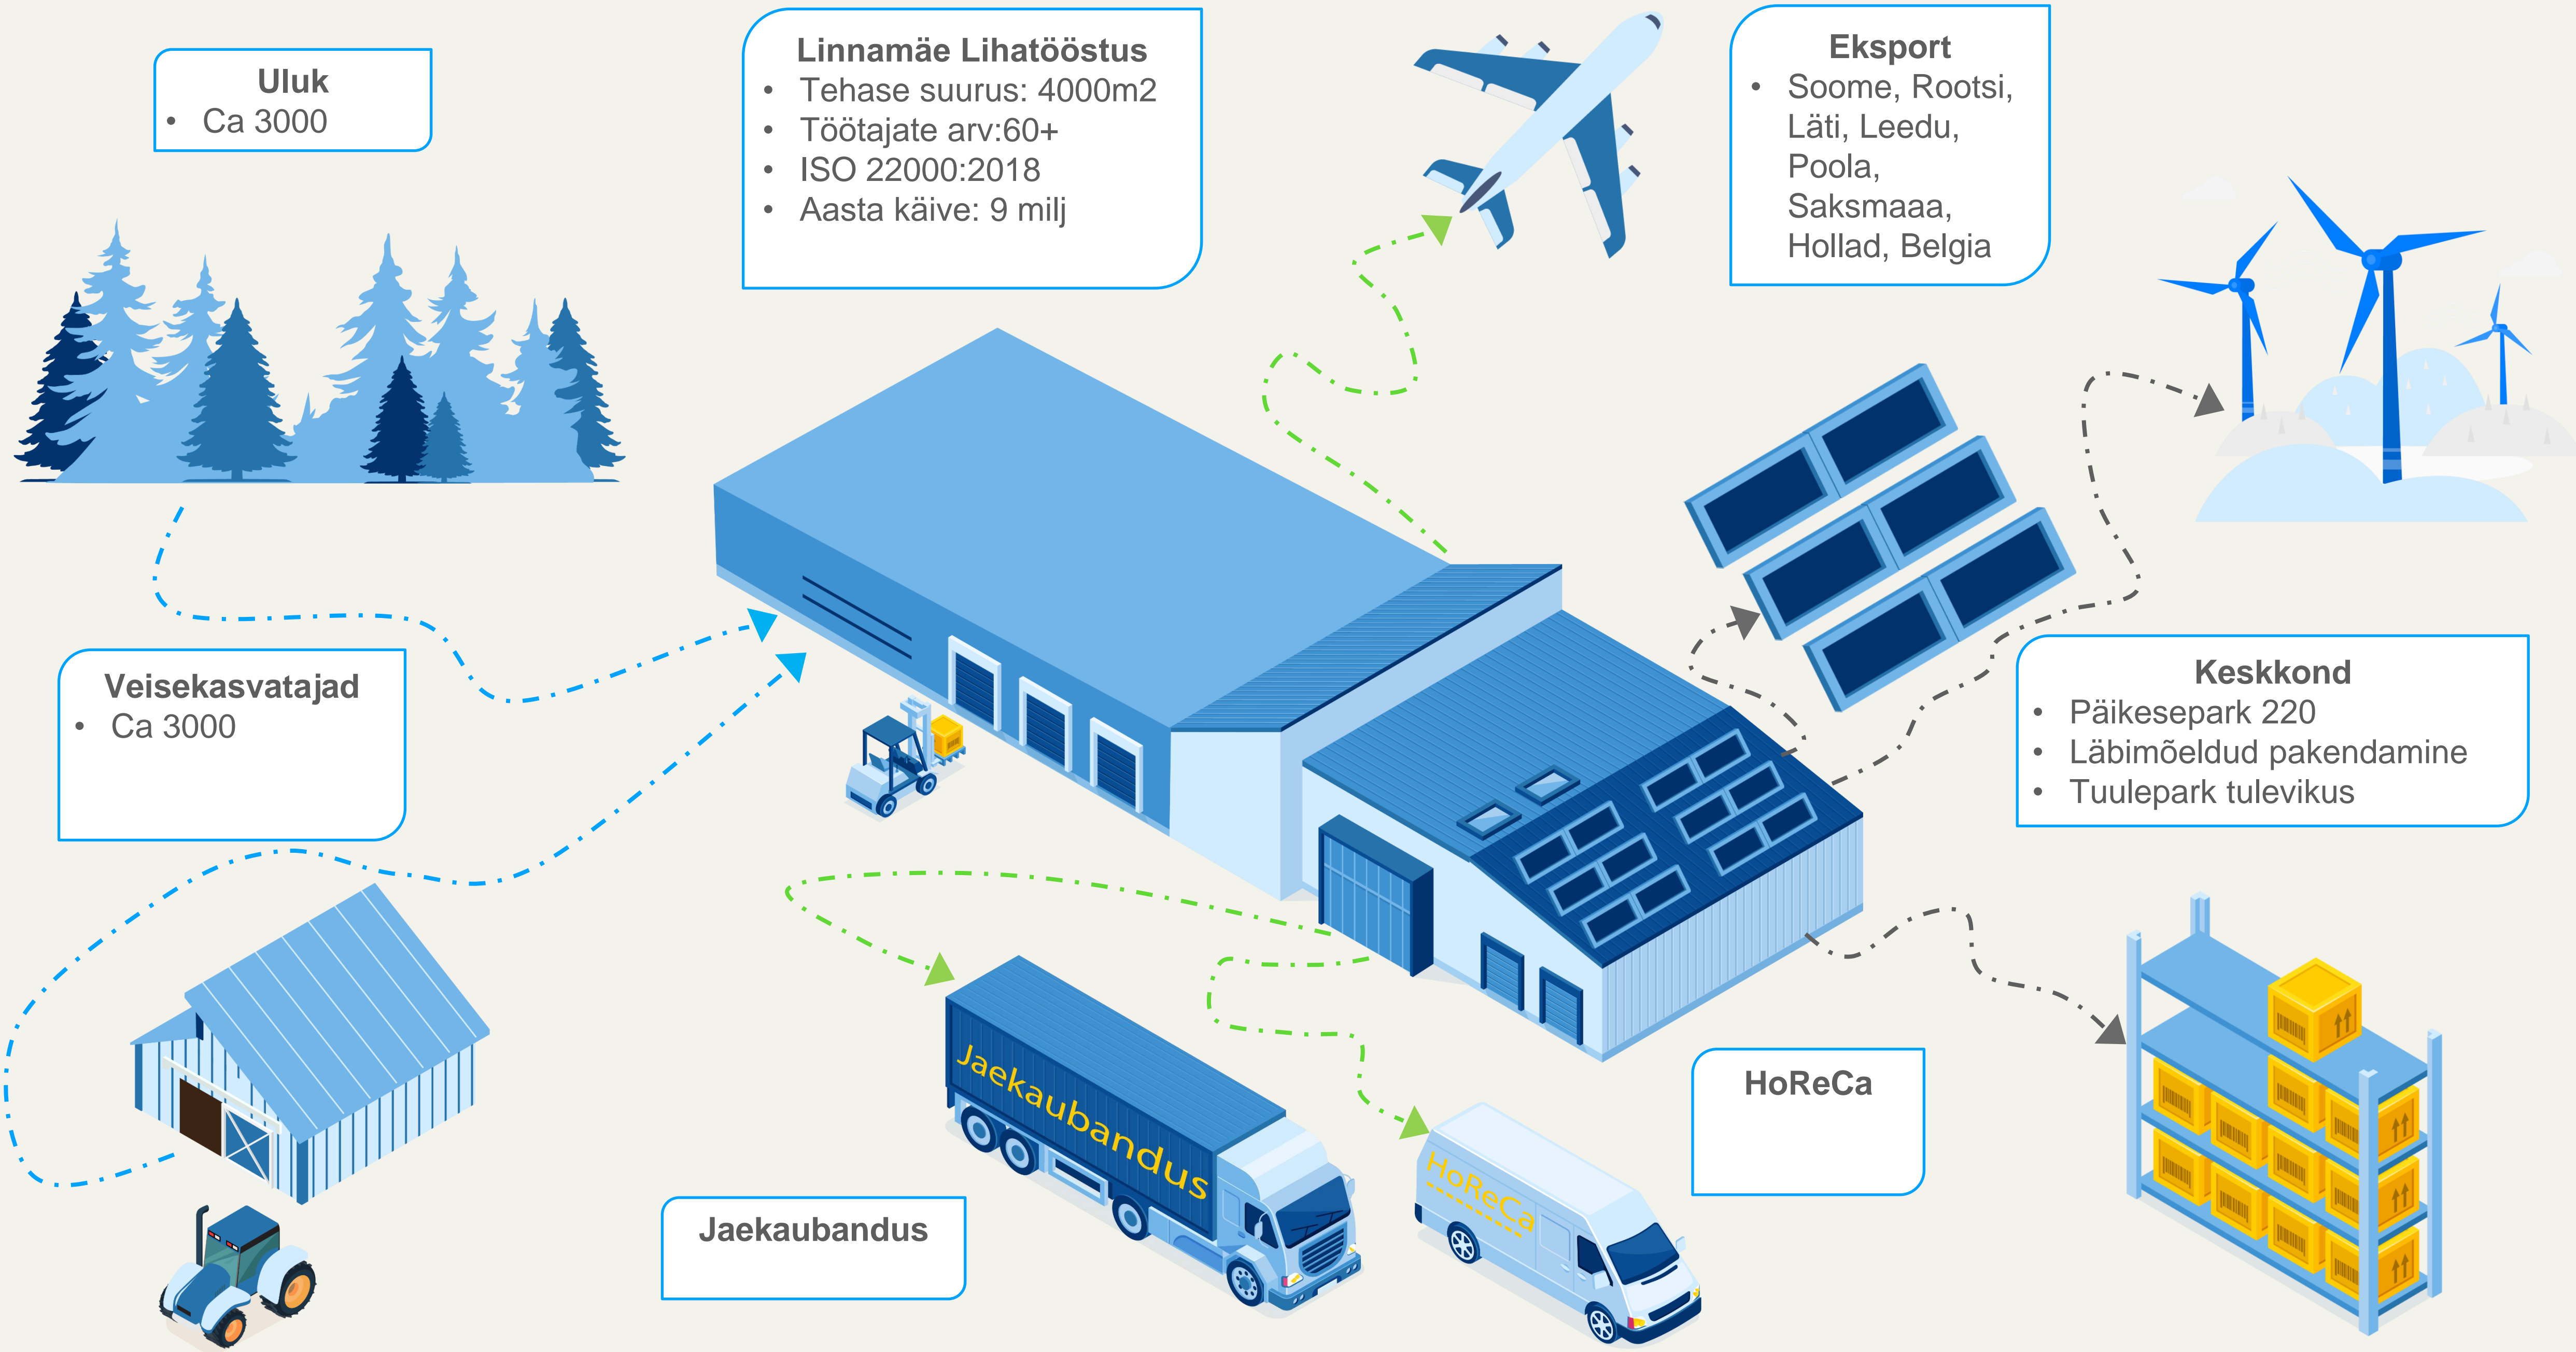 Uluk
• Ca 3000
Linnamäe Lihatööstus
• Tehase suurus: 4000m2
• Töötajate arv:60+
• ISO 22000:2018
• Aasta käive: 9 milj
Eksport
• Soome, Rootsi,
Läti, Leedu,
Poola,
Saksmaaa,
Hollad, Belgia
Veisekasvatajad
• Ca 3000
Keskkond
• Päikesepark 220
• Läbimõeldud pakendamine
• Tuulepark tulevikus
Jaekaubandus
HoReCa
HoReCa
Jaekaubandus